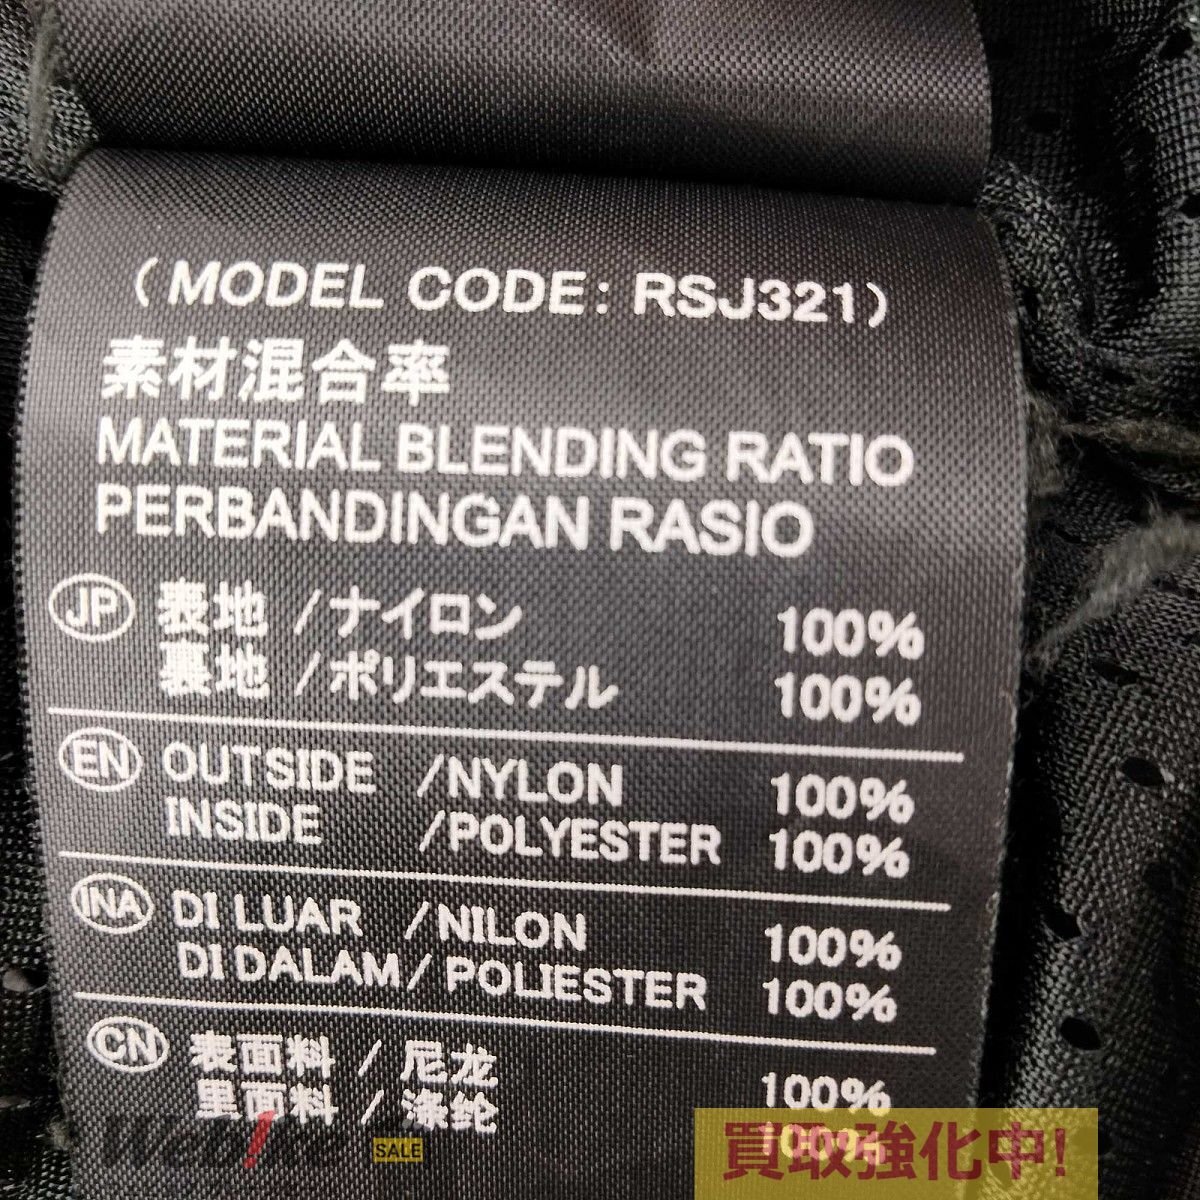 (MODEL CODE: RSJ321)
素材混合率
MATERIAL BLENDING RATIO
PERBANDINGAN RASIO
JP 表地 /ナイロン 100%
裏地 /ポリエステル 100%
EN OUTSIDE /NYLON 100%
INSIDE /POLYESTER 100%
INA DI LUAR /NILON 100%
DI DALAM/POLIESTER 100%
CN 表面料 / 尼龙 100%
里面料 / 涤纶 100%
SALE
買取強化中!